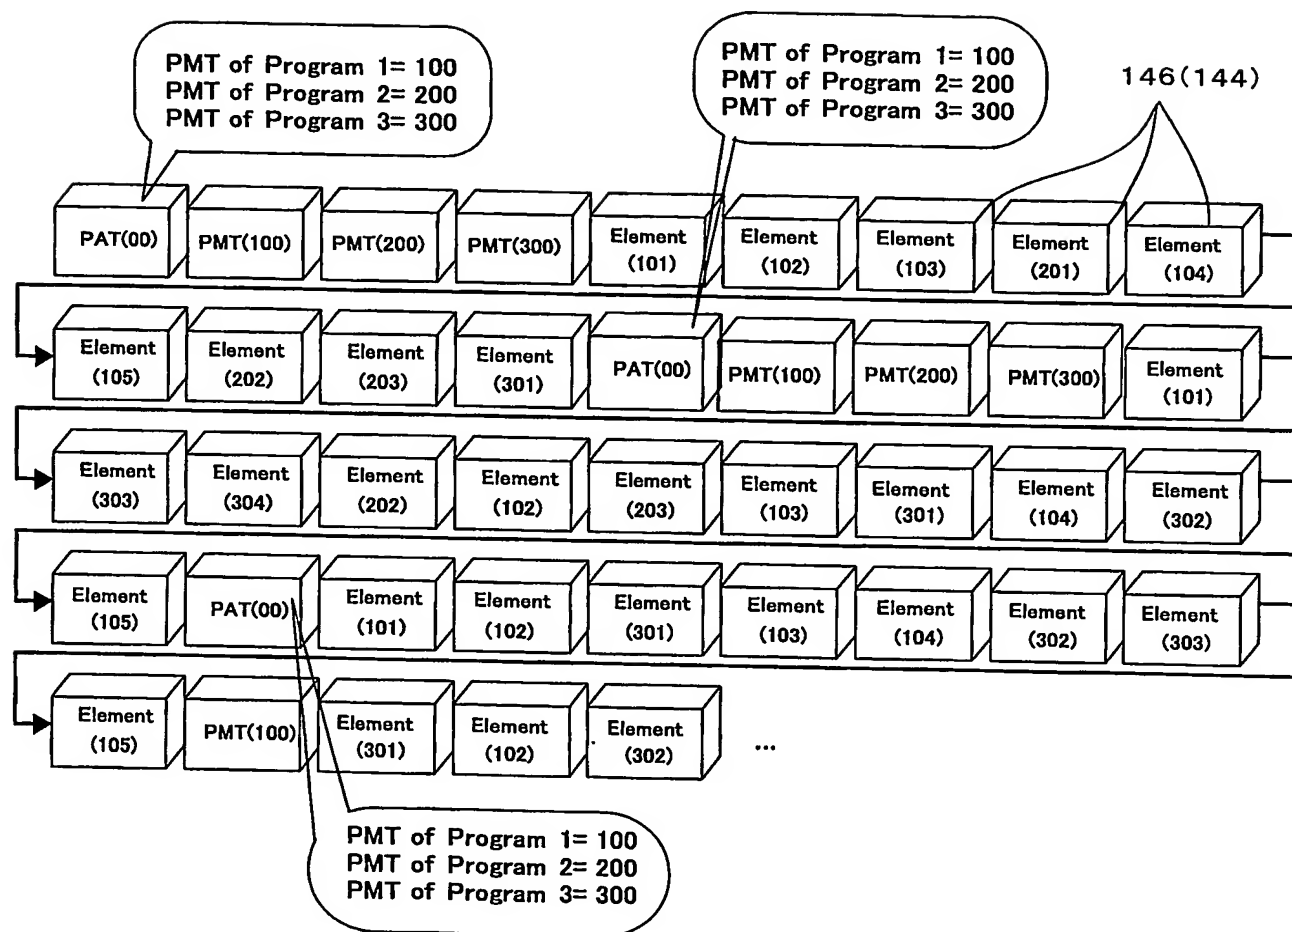 PMT of Program 1= 100
PMT of Program 2= 200
PMT of Program 3= 300
PMT of Program 1= 100
PMT of Program 2= 200
PMT of Program 3= 300
146(144)
PAT(00)
PMT(100)
PMT(200)
PMT(300)
Element
(101)
Element
(102)
Element
(103)
Element
(201)
Element
(104)
Element
(105)
Element
(202)
Element
(203)
Element
(301)
PAT(00)
PMT(100)
PMT(200)
PMT(300)
Element
(101)
Element
(303)
Element
(304)
Element
(202)
Element
(102)
Element
(203)
Element
(103)
Element
(301)
Element
(104)
Element
(302)
Element
(105)
PAT(00)
Element
(101)
Element
(102)
Element
(301)
Element
(103)
Element
(104)
Element
(302)
Element
(303)
Element
(105)
PMT(100)
Element
(301)
Element
(102)
Element
(302)
...
PMT of Program 1= 100
PMT of Program 2= 200
PMT of Program 3= 300